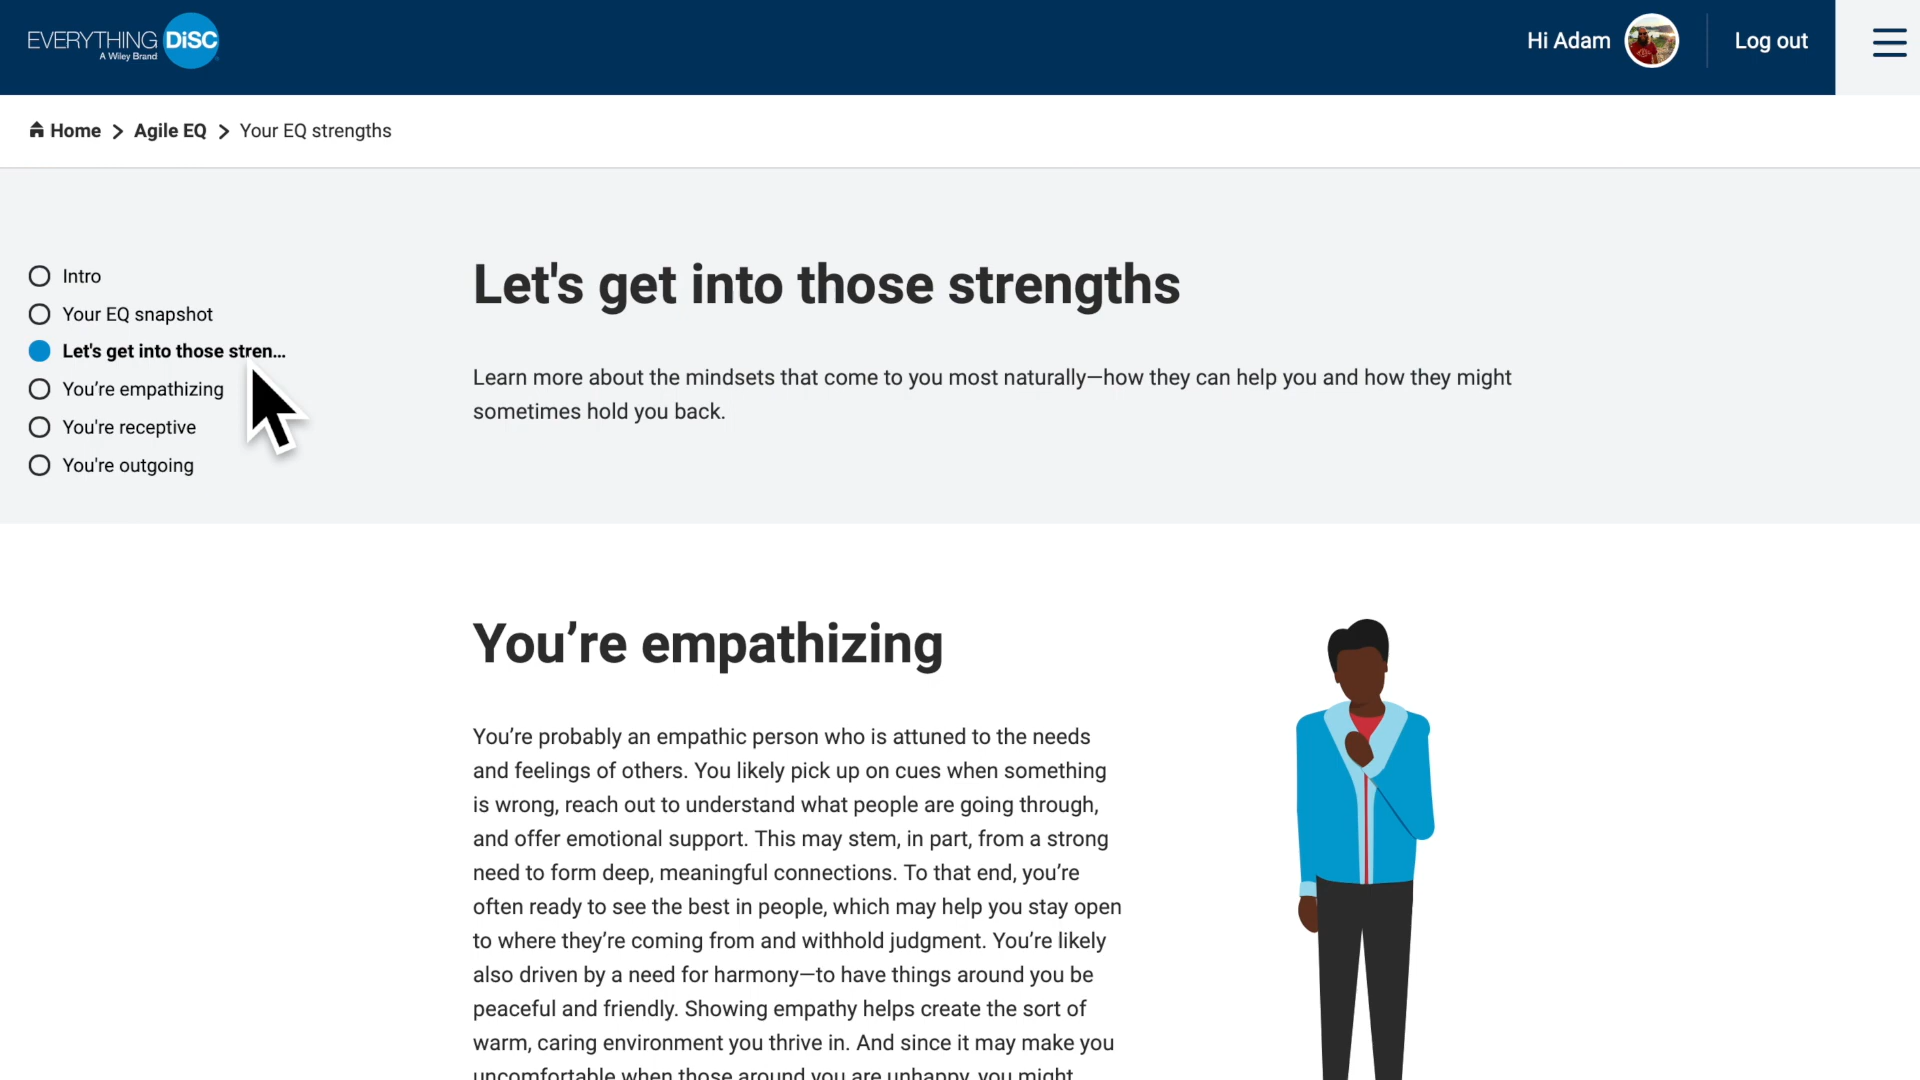 EVERYTHING DiSC
A Wiley Brand
Hi Adam
Log out
Home > Agile EQ > Your EQ strengths
Intro
Your EQ snapshot
Let's get into those stren...
You’re empathizing
You're receptive
You're outgoing
Let's get into those strengths
Learn more about the mindsets that come to you most naturally—how they can help you and how they might
sometimes hold you back.
You’re empathizing
You’re probably an empathic person who is attuned to the needs
and feelings of others. You likely pick up on cues when something
is wrong, reach out to understand what people are going through,
and offer emotional support. This may stem, in part, from a strong
need to form deep, meaningful connections. To that end, you’re
often ready to see the best in people, which may help you stay open
to where they’re coming from and withhold judgment. You’re likely
also driven by a need for harmony—to have things around you be
peaceful and friendly. Showing empathy helps create the sort of
warm, caring environment you thrive in. And since it may make you
uncomfortable when those around you are unhappy, you might